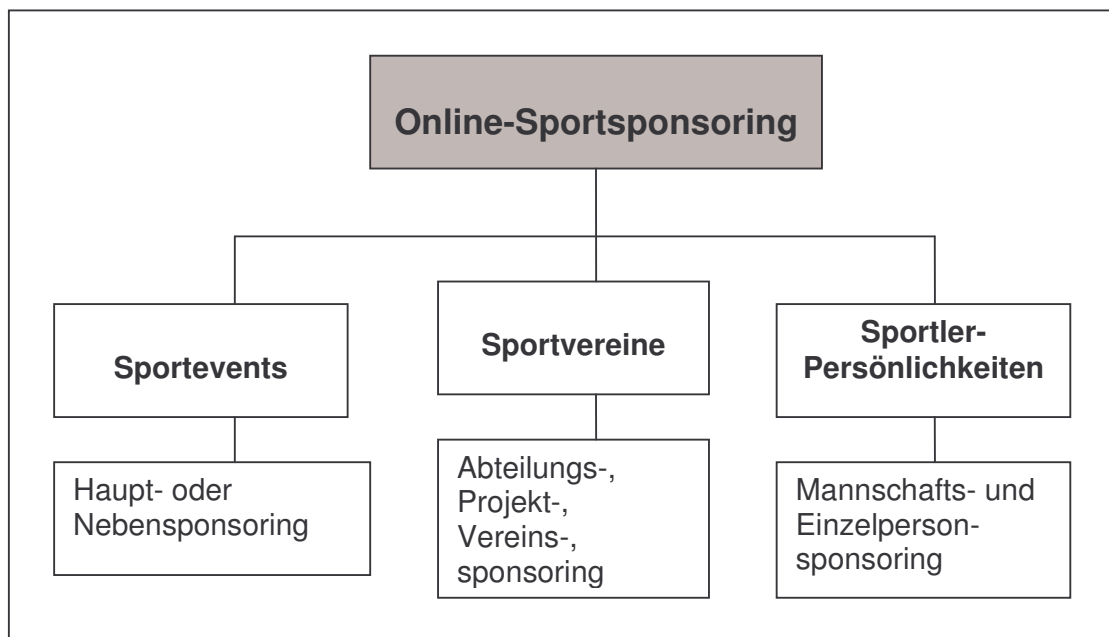 Online-Sportsponsoring
Sportevents
Haupt- oder
Nebensponsoring
Sportvereine
Abteilungs-,
Projekt-,
Vereins-,
sponsoring
Sportler-
Persönlichkeiten
Mannschafts- und
Einzelperson-
sponsoring